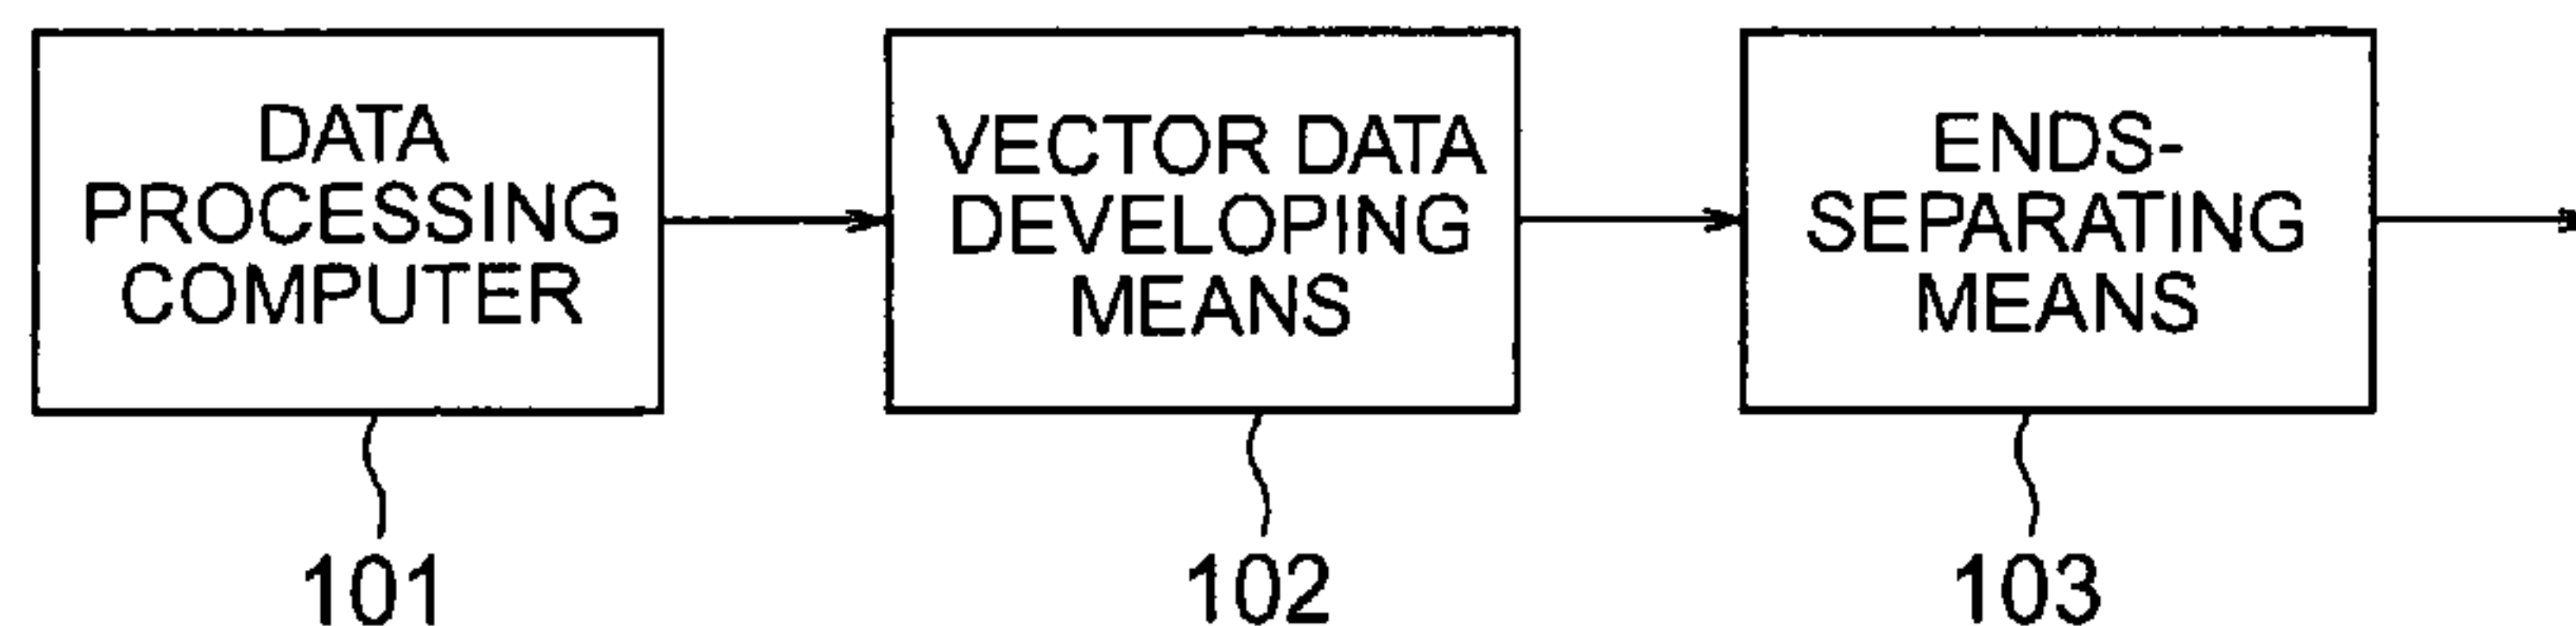 DATA
PROCESSING
COMPUTER
VECTOR DATA
DEVELOPING
MEANS
ENDS-
SEPARATING
MEANS
101
102
103